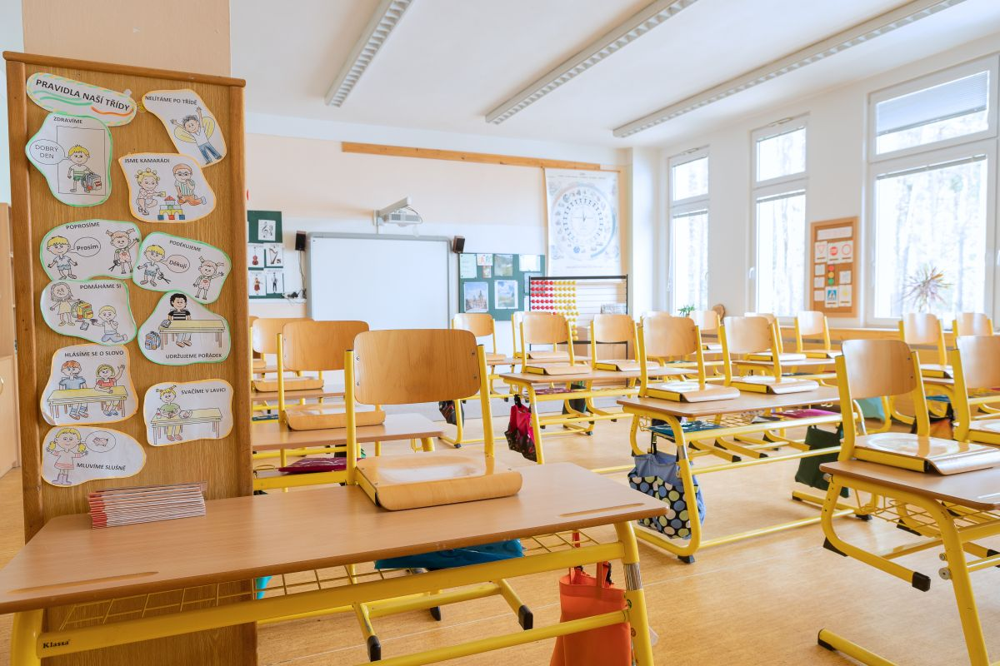 PRAVIDLA NAŠÍ TŘÍDY
NELÍTÁME PO TŘÍDĚ
ZDRAVÍME
DOBRÝ
DEN
JSME KAMARÁDI
POPROSÍME
Prosím
PODĚKUJEME
Děkuji
POMÁHÁME SI
UDRŽUJEME POŘÁDEK
HLÁSÍME SE O SLOVO
SVAČÍME V LAVICI
MLUVÍME SLUŠNĚ
Klassa